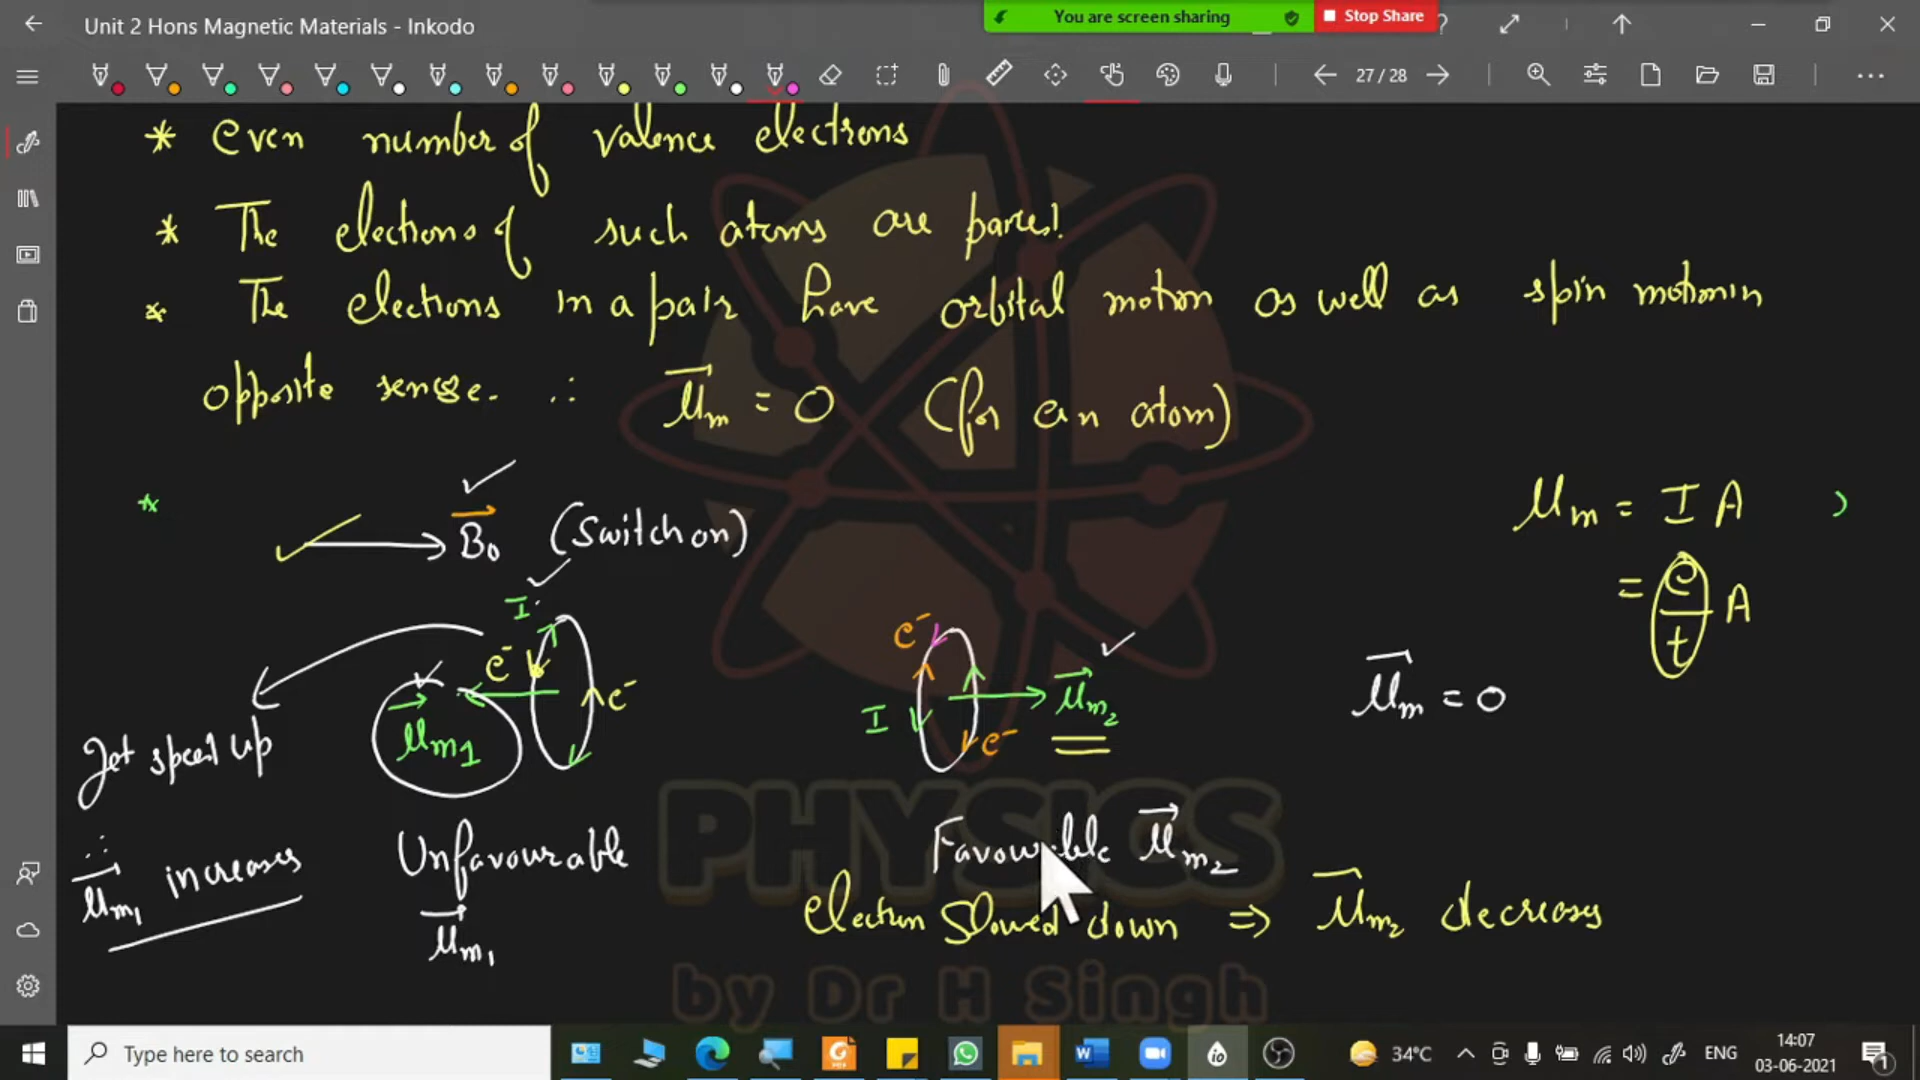 Unit 2 Hons Magnetic Materials - Inkodo
You are screen sharing
Stop Share
?
27 / 28
* Even number of valence electrons
* The electrons of such atoms are
* The electrons in a pair have orbital motion as well as spin motion in
opposite sense. ∴ μm = 0 (for an atom)
*
B0 (Switch on)
μm = I A
= e/t A
I
e⁻
e⁻
μm1
e⁻
I
e⁻
μm2
μm = 0
Get speed up
∴ μm1 increases
Unfavourable
μm1
Favourable μm2
Electron slowed down ⇒ μm2 decreases
PHYSICS
by Dr H Singh
Type here to search
34°C
ENG
14:07
03-06-2021
1